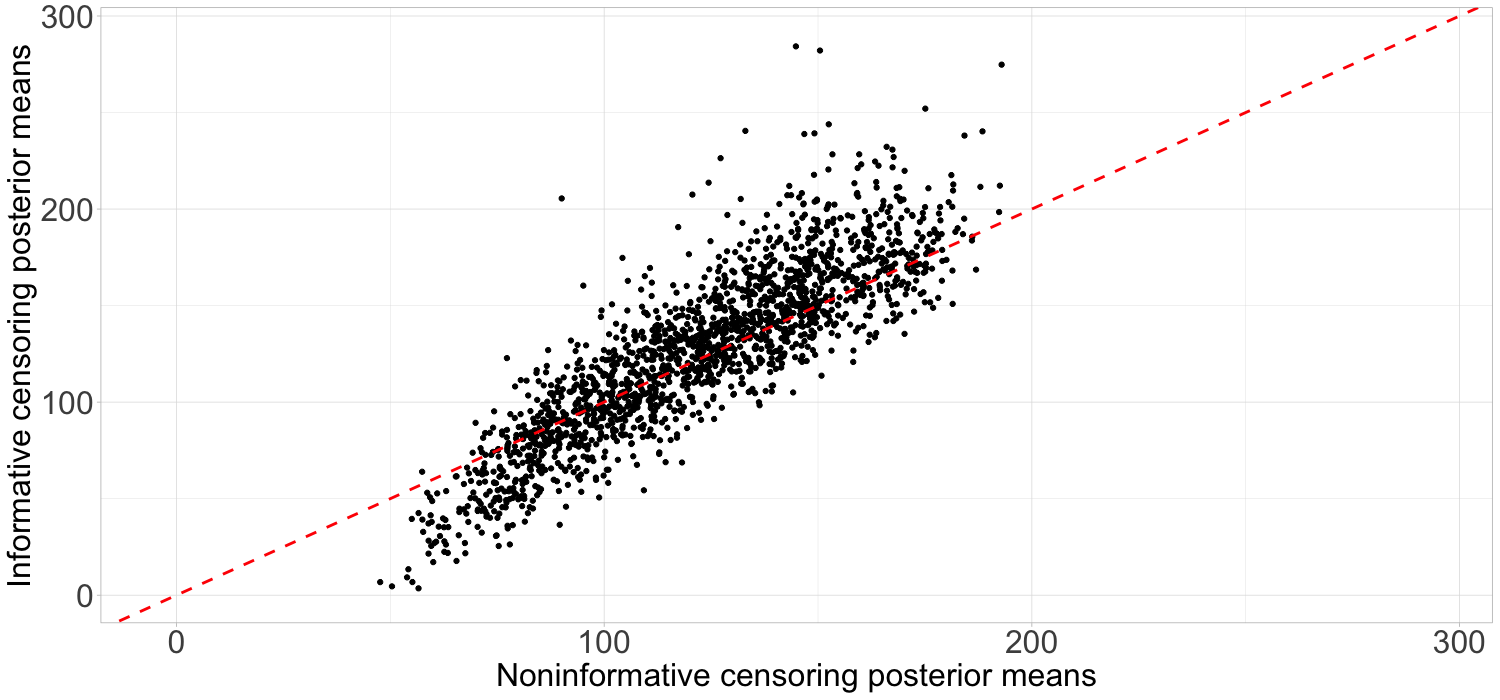 300
200
100
0
Informative censoring posterior means
0 100 200 300
Noninformative censoring posterior means